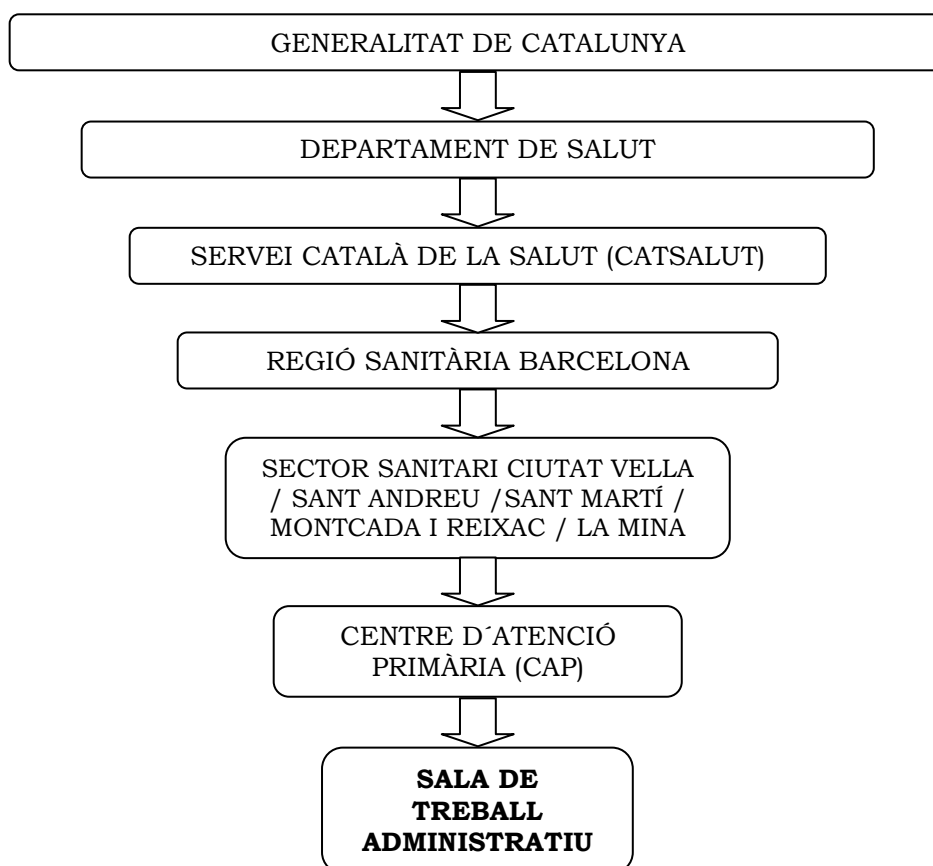 GENERALITAT DE CATALUNYA
DEPARTAMENT DE SALUT
SERVEI CATALÀ DE LA SALUT (CATSALUT)
REGIÓ SANITÀRIA BARCELONA
SECTOR SANITARI CIUTAT VELLA
/ SANT ANDREU /SANT MARTÍ /
MONTCADA I REIXAC / LA MINA
CENTRE D´ATENCIÓ
PRIMÀRIA (CAP)
SALA DE
TREBALL
ADMINISTRATIU